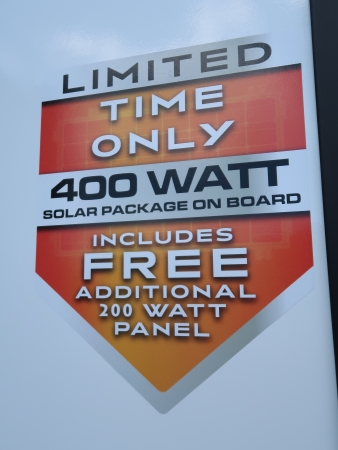 LIMITED
TIME
ONLY
400 WATT
SOLAR PACKAGE ON BOARD
INCLUDES
FREE
ADDITIONAL
200 WATT
PANEL